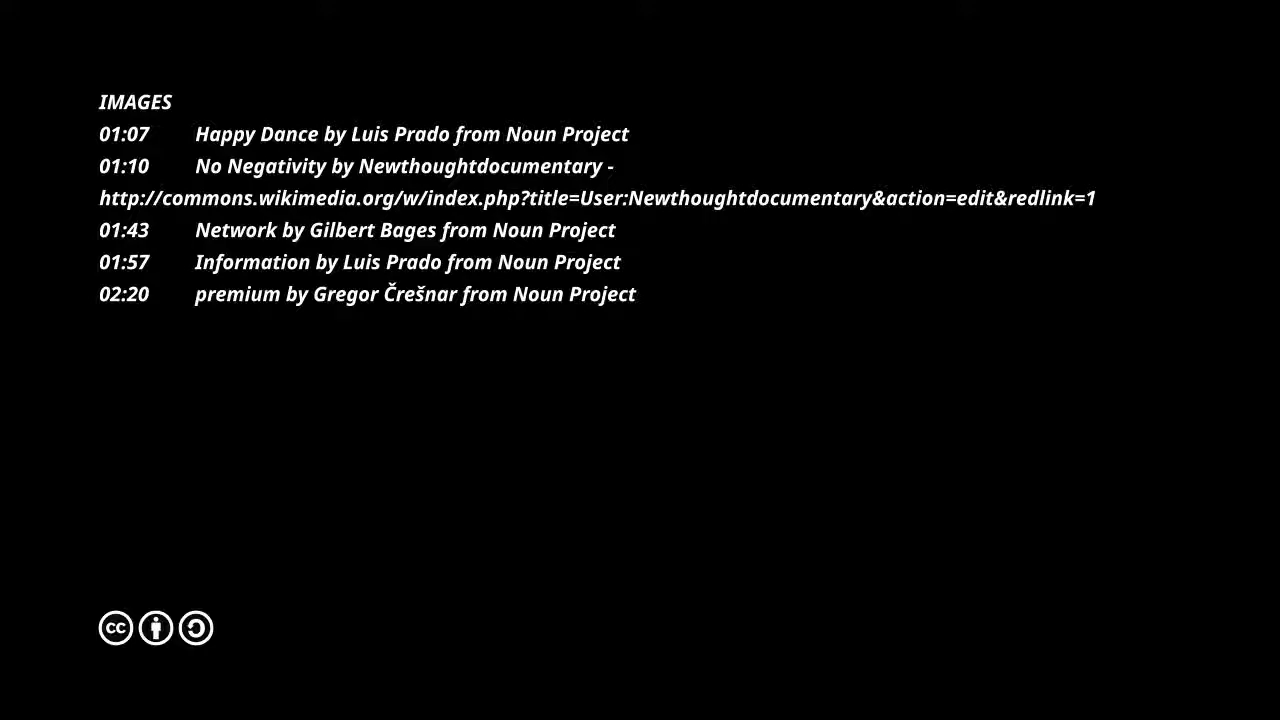 IMAGES
01:07 Happy Dance by Luis Prado from Noun Project
01:10 No Negativity by Newthoughtdocumentary -
http://commons.wikimedia.org/w/index.php?title=User:Newthoughtdocumentary&action=edit&redlink=1
01:43 Network by Gilbert Bages from Noun Project
01:57 Information by Luis Prado from Noun Project
02:20 premium by Gregor Črešnar from Noun Project
cc